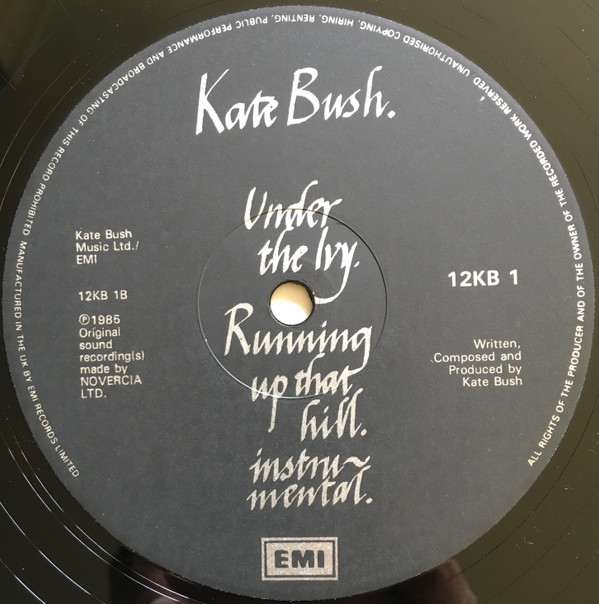 ALL RIGHTS OF THE PRODUCER AND OF THE OWNER OF THE RECORDED WORK RESERVED UNAUTHORISED COPYING, HIRING, RENTING, PUBLIC PERFORMANCE AND BROADCASTING OF THIS RECORD PROHIBITED MANUFACTURED IN THE UK BY EMI RECORDS LIMITED
Kate Bush.
Under
the Ivy.
Running
up that
hill.
instru~
mental.
Kate Bush
Music Ltd./
EMI
12KB 1B
℗1985
Original
sound
recording(s)
made by
NOVERCIA
LTD.
12KB 1
Written,
Composed and
Produced by
Kate Bush
EMI